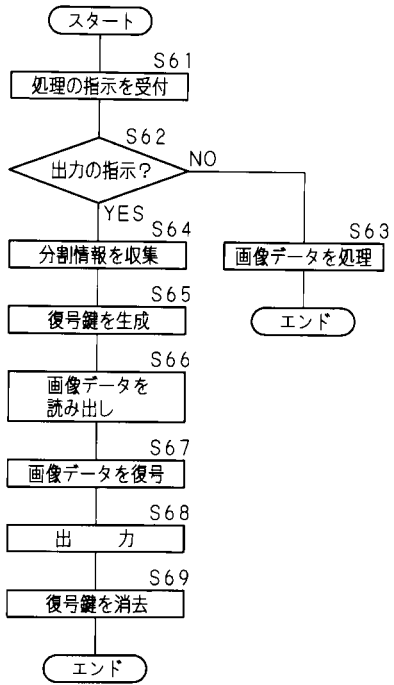 スタート
S61
処理の指示を受付
S62
出力の指示?
NO
YES
S64
分割情報を収集
S63
画像データを処理
S65
復号鍵を生成
エンド
S66
画像データを
読み出し
S67
画像データを復号
S68
出 力
S69
復号鍵を消去
エンド